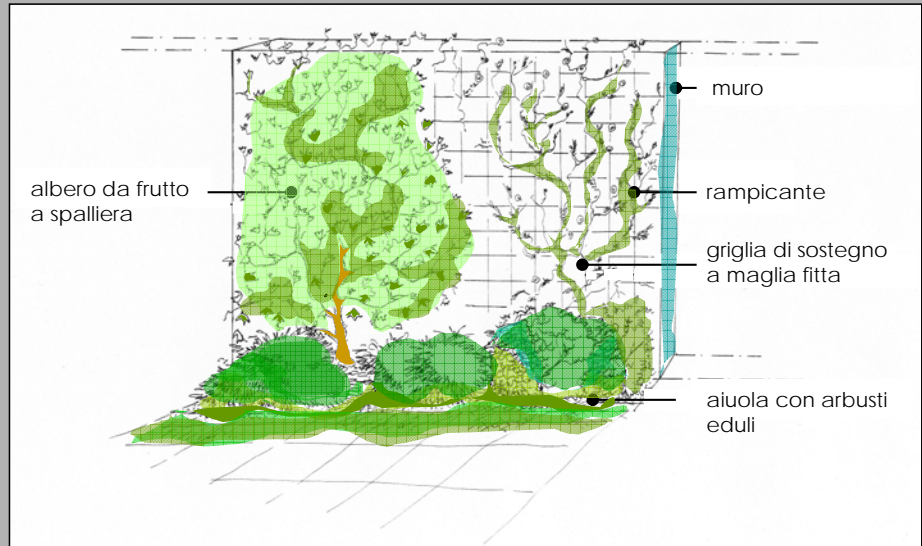 muro
albero da frutto
a spalliera
rampicante
griglia di sostegno
a maglia fitta
aiuola con arbusti
eduli